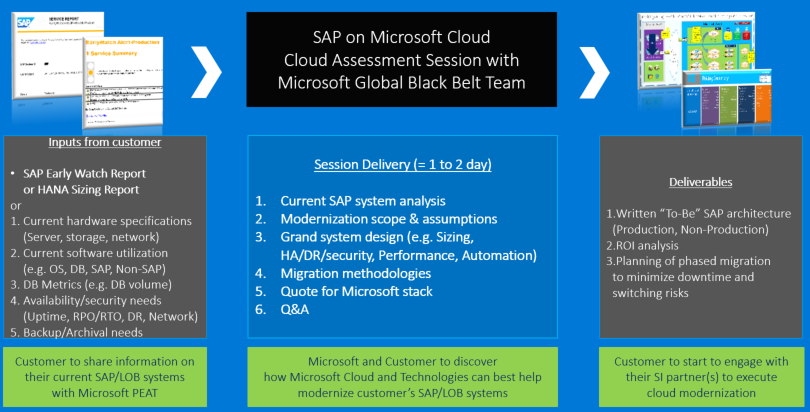 SAP
SERVICE REPORT
EarlyWatch Alert-Production
1 Service Summary
SAP on Microsoft Cloud
Cloud Assessment Session with
Microsoft Global Black Belt Team
Inputs from customer
• SAP Early Watch Report
or HANA Sizing Report
or
1. Current hardware specifications
(Server, storage, network)
2. Current software utilization
(e.g. OS, DB, SAP, Non-SAP)
3. DB Metrics (e.g. DB volume)
4. Availability/security needs
(Uptime, RPO/RTO, DR, Network)
5. Backup/Archival needs
Session Delivery (= 1 to 2 day)
1. Current SAP system analysis
2. Modernization scope & assumptions
3. Grand system design (e.g. Sizing,
HA/DR/security, Performance, Automation)
4. Migration methodologies
5. Quote for Microsoft stack
6. Q&A
Deliverables
1.Written “To-Be” SAP architecture
(Production, Non-Production)
2.ROI analysis
3.Planning of phased migration
to minimize downtime and
switching risks
Customer to share information on
their current SAP/LOB systems
with Microsoft PEAT
Microsoft and Customer to discover
how Microsoft Cloud and Technologies can best help
modernize customer’s SAP/LOB systems
Customer to start to engage with
their SI partner(s) to execute
cloud modernization